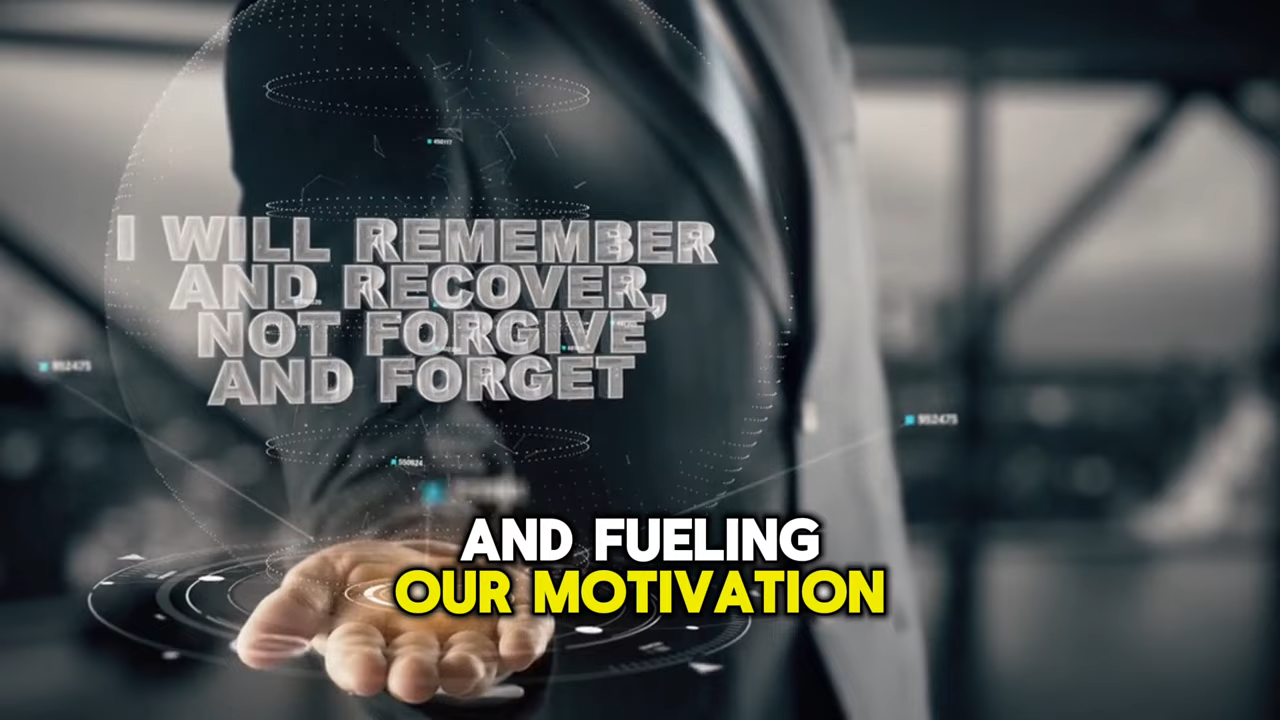 I WILL REMEMBER
AND RECOVER,
NOT FORGIVE
AND FORGET
AND FUELING
OUR MOTIVATION